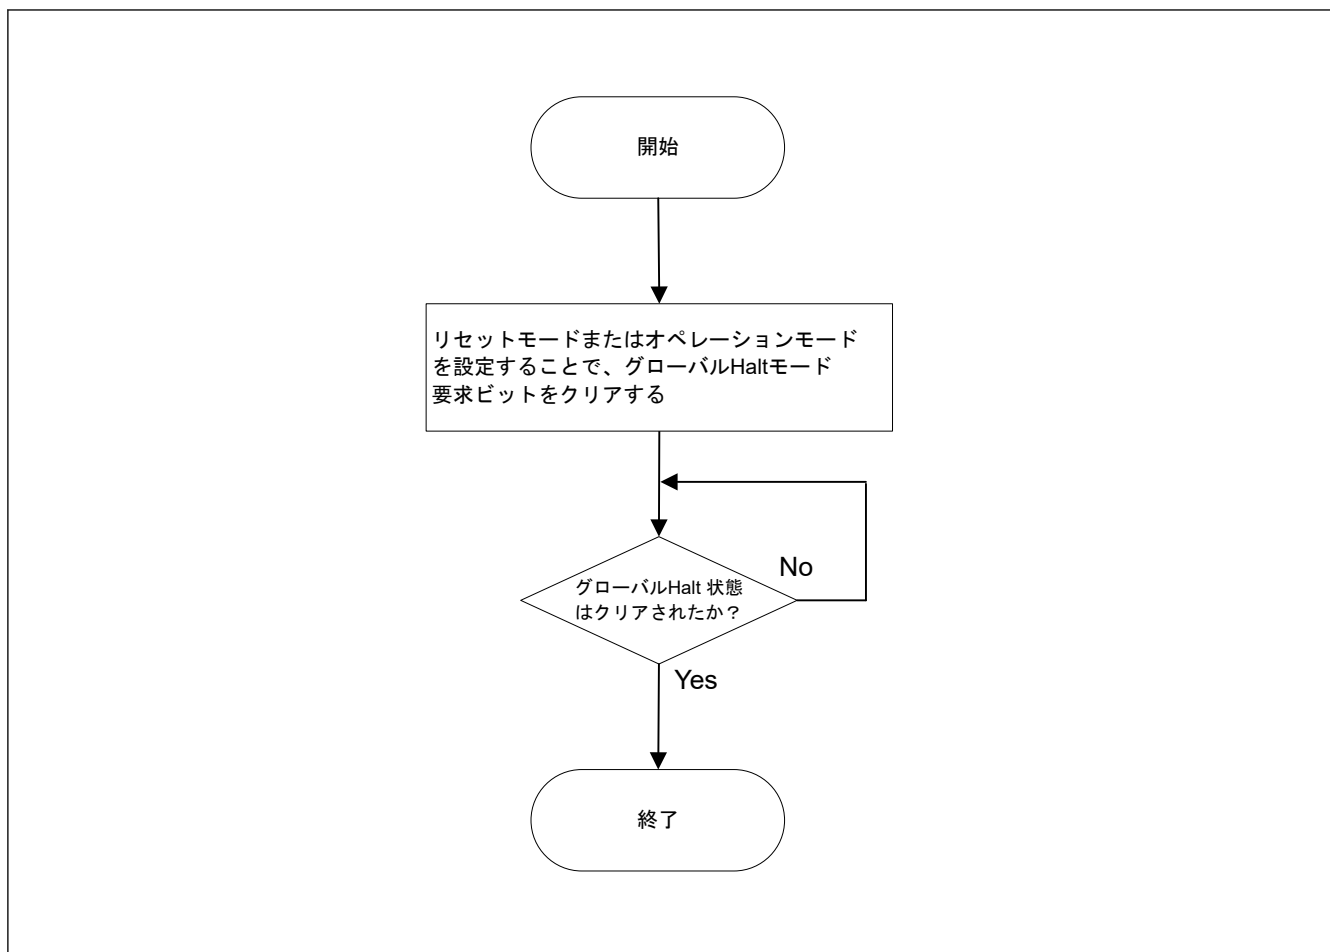 開始
リセットモードまたはオペレーションモード
を設定することで、グローバルHaltモード
要求ビットをクリアする
No
グローバルHalt 状態
はクリアされたか？
Yes
終了